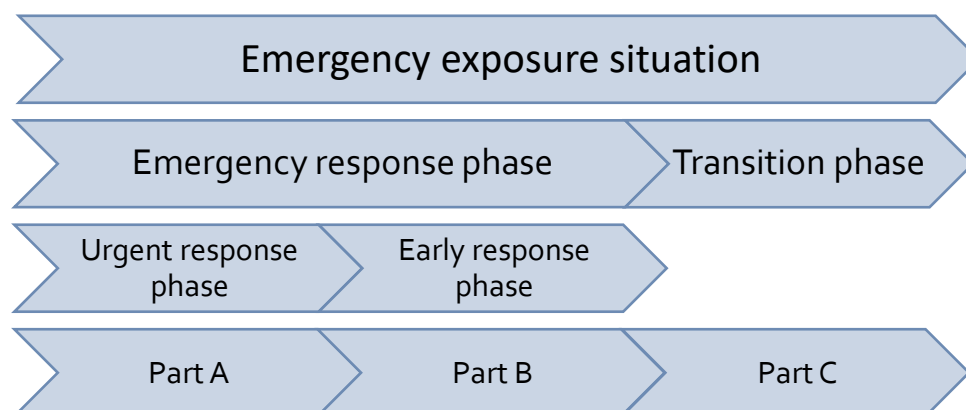 Emergency exposure situation
Emergency response phase
Transition phase
Urgent response
phase
Early response
phase
Part A
Part B
Part C